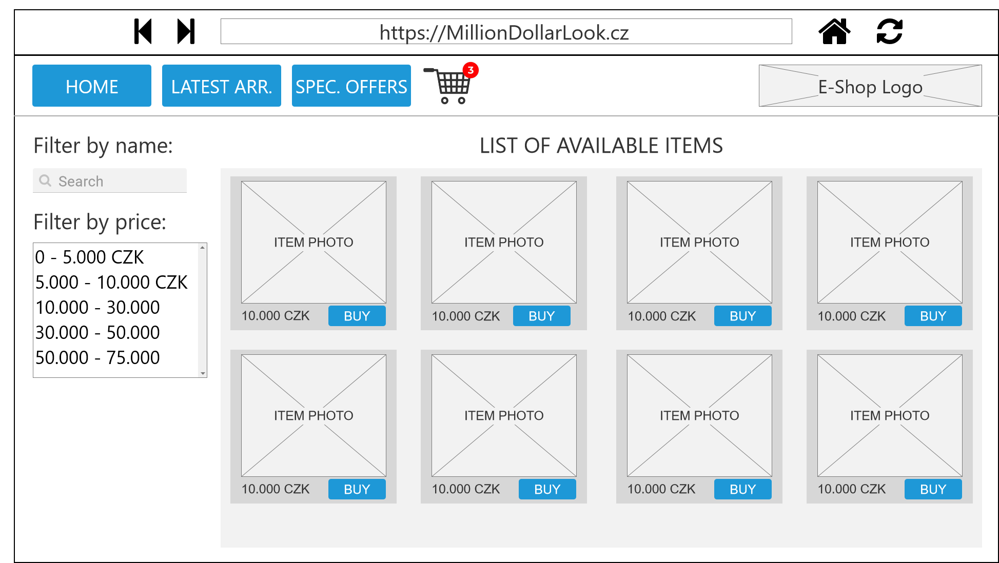 https://MillionDollarLook.cz
HOME
LATEST ARR.
SPEC. OFFERS
3
E-Shop Logo
Filter by name:
Search
Filter by price:
0 - 5.000 CZK
5.000 - 10.000 CZK
10.000 - 30.000
30.000 - 50.000
50.000 - 75.000
LIST OF AVAILABLE ITEMS
ITEM PHOTO
10.000 CZK BUY
ITEM PHOTO
10.000 CZK BUY
ITEM PHOTO
10.000 CZK BUY
ITEM PHOTO
10.000 CZK BUY
ITEM PHOTO
10.000 CZK BUY
ITEM PHOTO
10.000 CZK BUY
ITEM PHOTO
10.000 CZK BUY
ITEM PHOTO
10.000 CZK BUY